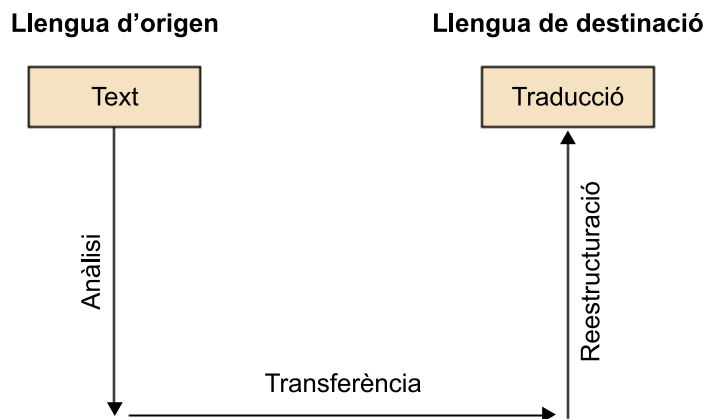 Llengua d’origen
Llengua de destinació
Text
Traducció
Anàlisi
Reestructuració
Transferència